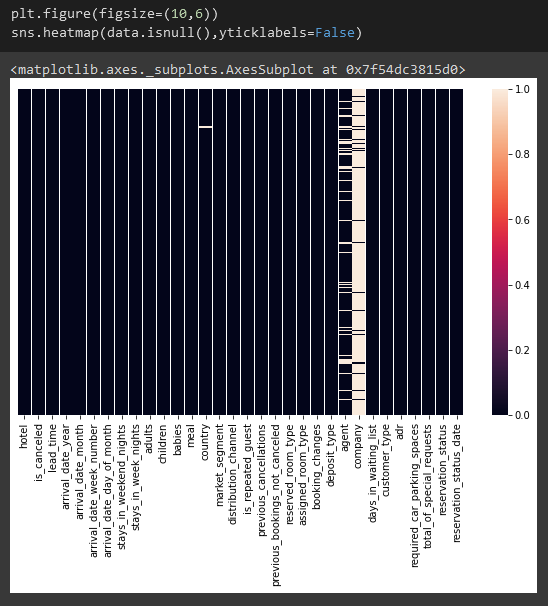 plt.figure(figsize=(10,6))
sns.heatmap(data.isnull(),yticklabels=False)
<matplotlib.axes._subplots.AxesSubplot at 0x7f54dc3815d0>
1.0
0.8
0.6
0.4
0.2
0.0
hotel
is_canceled
lead_time
arrival_date_year
arrival_date_month
arrival_date_week_number
arrival_date_day_of_month
stays_in_weekend_nights
stays_in_week_nights
adults
children
babies
meal
country
market_segment
distribution_channel
is_repeated_guest
previous_cancellations
previous_bookings_not_canceled
reserved_room_type
assigned_room_type
booking_changes
deposit_type
agent
company
days_in_waiting_list
customer_type
adr
required_car_parking_spaces
total_of_special_requests
reservation_status
reservation_status_date